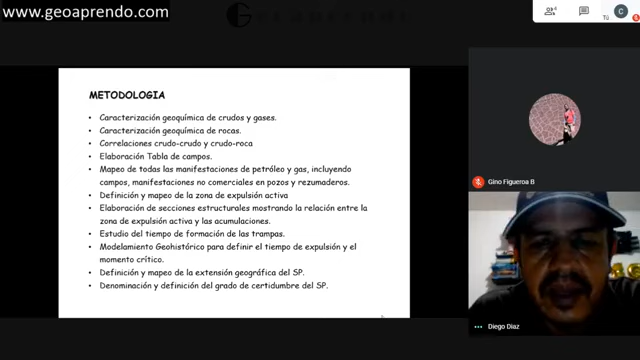 www.geoaprendo.com
METODOLOGIA
• Caracterización geoquímica de crudos y gases.
• Caracterización geoquímica de rocas.
• Correlaciones crudo-crudo y crudo-roca
• Elaboración Tabla de campos.
• Mapeo de todas las manifestaciones de petróleo y gas, incluyendo
campos, manifestaciones no comerciales en pozos y rezumaderos.
• Definición y mapeo de la zona de expulsión activa
• Elaboración de secciones estructurales mostrando la relación entre la
zona de expulsión activa y las acumulaciones.
• Estudio del tiempo de formación de las trampas.
• Modelamiento Geohistórico para definir el tiempo de expulsión y el
momento crítico.
• Definición y mapeo de la extensión geográfica del SP.
• Denominación y definición del grado de certidumbre del SP.
C
Tú
Gino Figueroa B
Diego Diaz